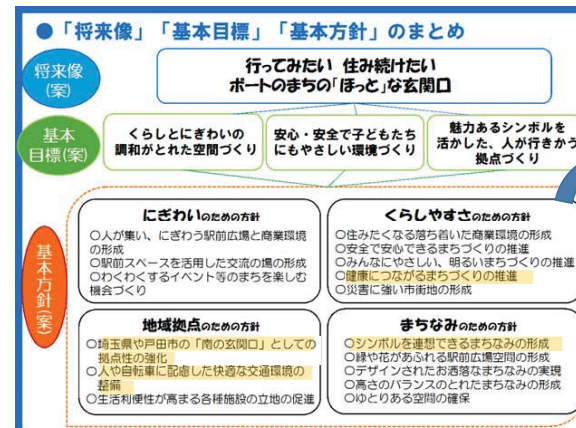 ●「将来像」「基本目標」「基本方針」のまとめ
将来像
(案)
行ってみたい 住み続けたい
ボートのまちの「ほっと」な玄関口
基本
目標(案)
くらしとにぎわいの
調和がとれた空間づくり
安心・安全で子どもたち
にもやさしい環境づくり
魅力あるシンボルを
活かした、人が行きかう
拠点づくり
基本方針(案)
にぎわいのための方針
○人が集い、にぎわう駅前広場と商業環境
の形成
○駅前スペースを活用した交流の場の形成
○わくわくするイベント等のまちを楽しむ
機会づくり
くらしやすさのための方針
○住みたくなる落ち着いた商業環境の形成
○安全で安心できるまちづくりの推進
○みんなにやさしい、明るいまちづくりの推進
○健康につながるまちづくりの推進
○災害に強い市街地の形成
地域拠点のための方針
○埼玉県や戸田市の「南の玄関口」としての
拠点性の強化
○人や自転車に配慮した快適な交通環境の
整備
○生活利便性が高まる各種施設の立地の促進
まちなみのための方針
○シンボルを連想できるまちなみの形成
○緑や花があふれる駅前広場空間の形成
○デザインされたお洒落なまちなみの実現
○高さのバランスのとれたまちなみの形成
○ゆとりある空間の確保